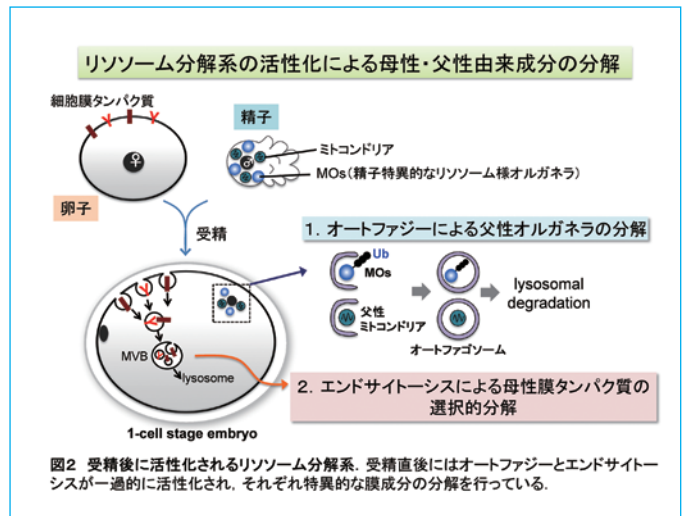 リソソーム分解系の活性化による母性・父性由来成分の分解
細胞膜タンパク質
精子
ミトコンドリア
MOs(精子特異的なリソソーム様オルガネラ)
♀
♂
卵子
受精
1. オートファジーによる父性オルガネラの分解
Ub
MOs
父性
ミトコンドリア
オートファゴソーム
lysosomal
degradation
MVB
lysosome
2. エンドサイトーシスによる母性膜タンパク質の
選択的分解
1-cell stage embryo
図2 受精後に活性化されるリソソーム分解系. 受精直後にはオートファジーとエンドサイトー
シスが一過的に活性化され, それぞれ特異的な膜成分の分解を行っている.